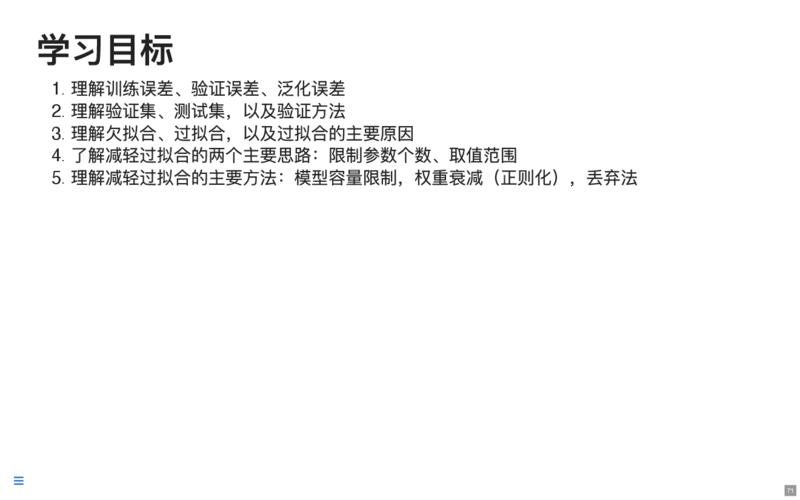 学习目标
1. 理解训练误差、验证误差、泛化误差
2. 理解验证集、测试集，以及验证方法
3. 理解欠拟合、过拟合，以及过拟合的主要原因
4. 了解减轻过拟合的两个主要思路：限制参数个数、取值范围
5. 理解减轻过拟合的主要方法：模型容量限制，权重衰减（正则化），丢弃法
71